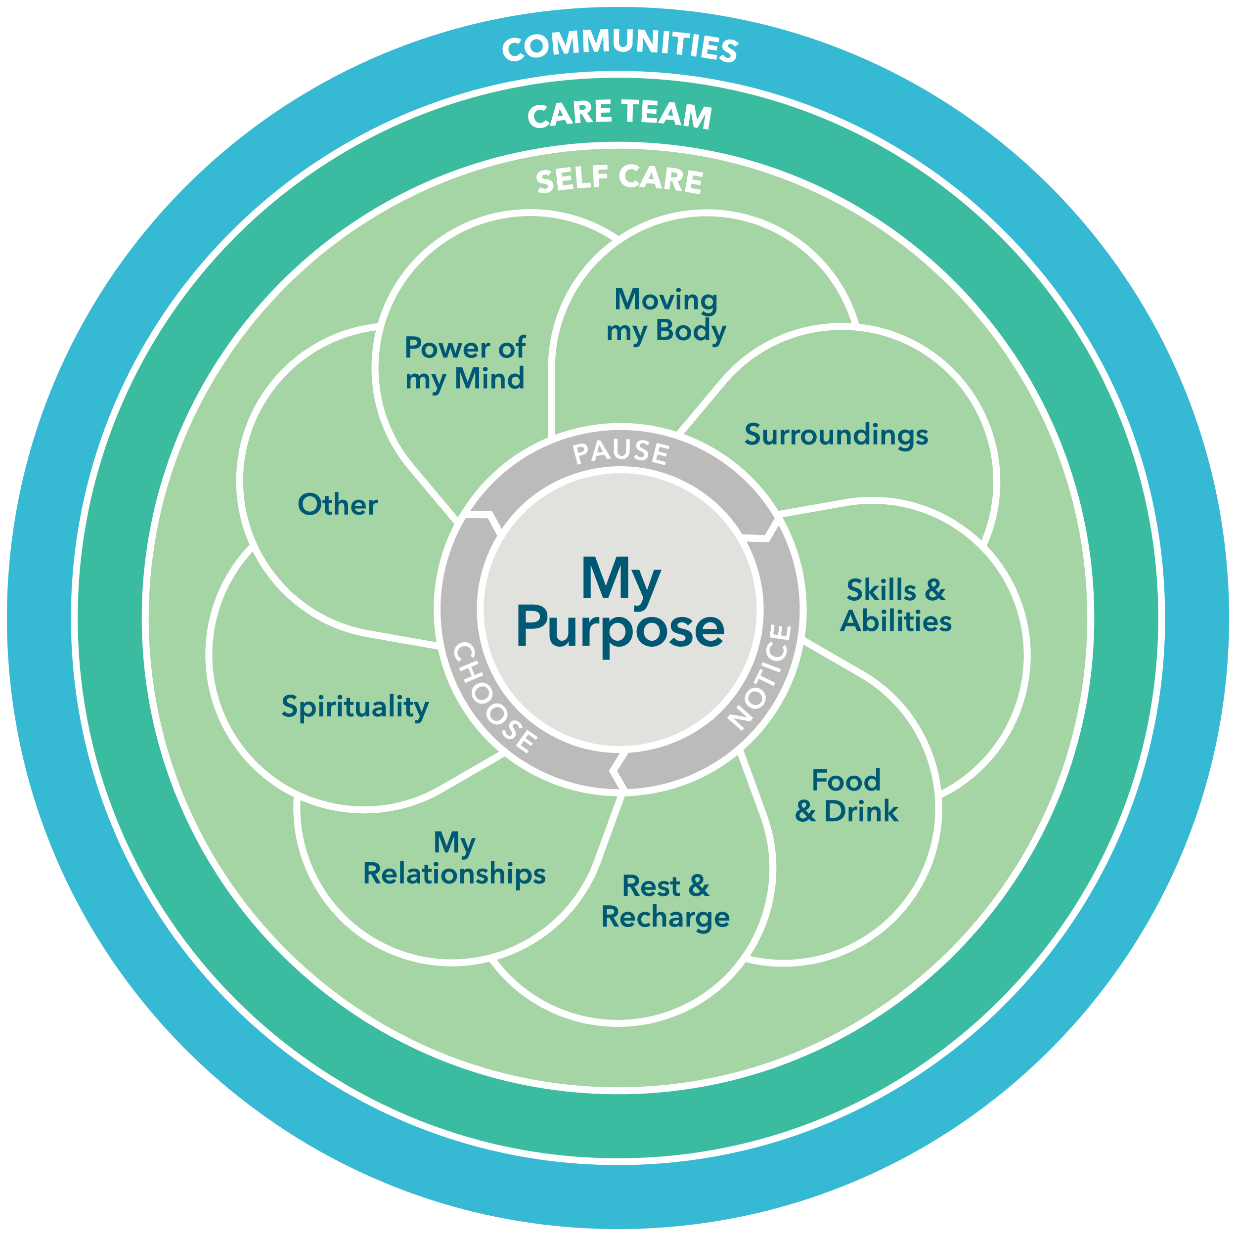 COMMUNITIES
CARE TEAM
SELF CARE
Moving
my Body
Power of
my Mind
Surroundings
Other
Skills &
Abilities
Spirituality
Food
& Drink
My
Relationships
Rest &
Recharge
PAUSE
NOTICE
CHOOSE
My
Purpose